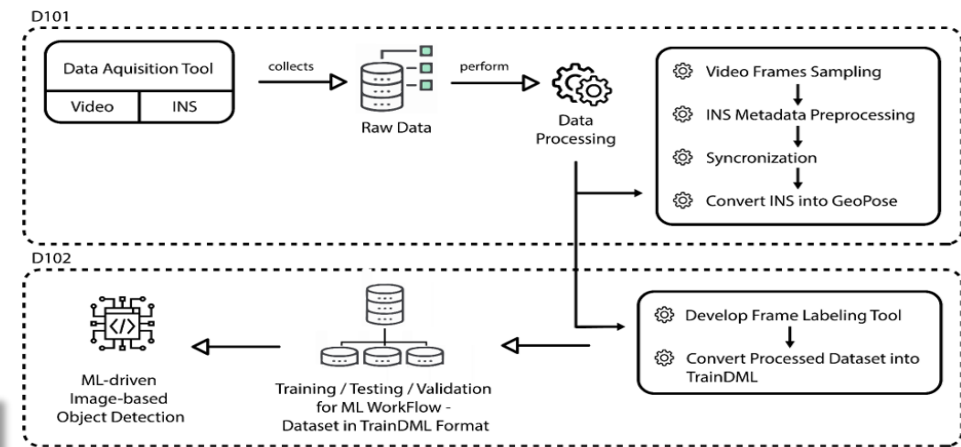 D101
Data Aquisition Tool
Video
INS
collects
Raw Data
perform
Data
Processing
Video Frames Sampling
INS Metadata Preprocessing
Syncronization
Convert INS into GeoPose
D102
ML-driven
Image-based
Object Detection
Training / Testing / Validation
for ML WorkFlow -
Dataset in TrainDML Format
Develop Frame Labeling Tool
Convert Processed Dataset into
TrainDML